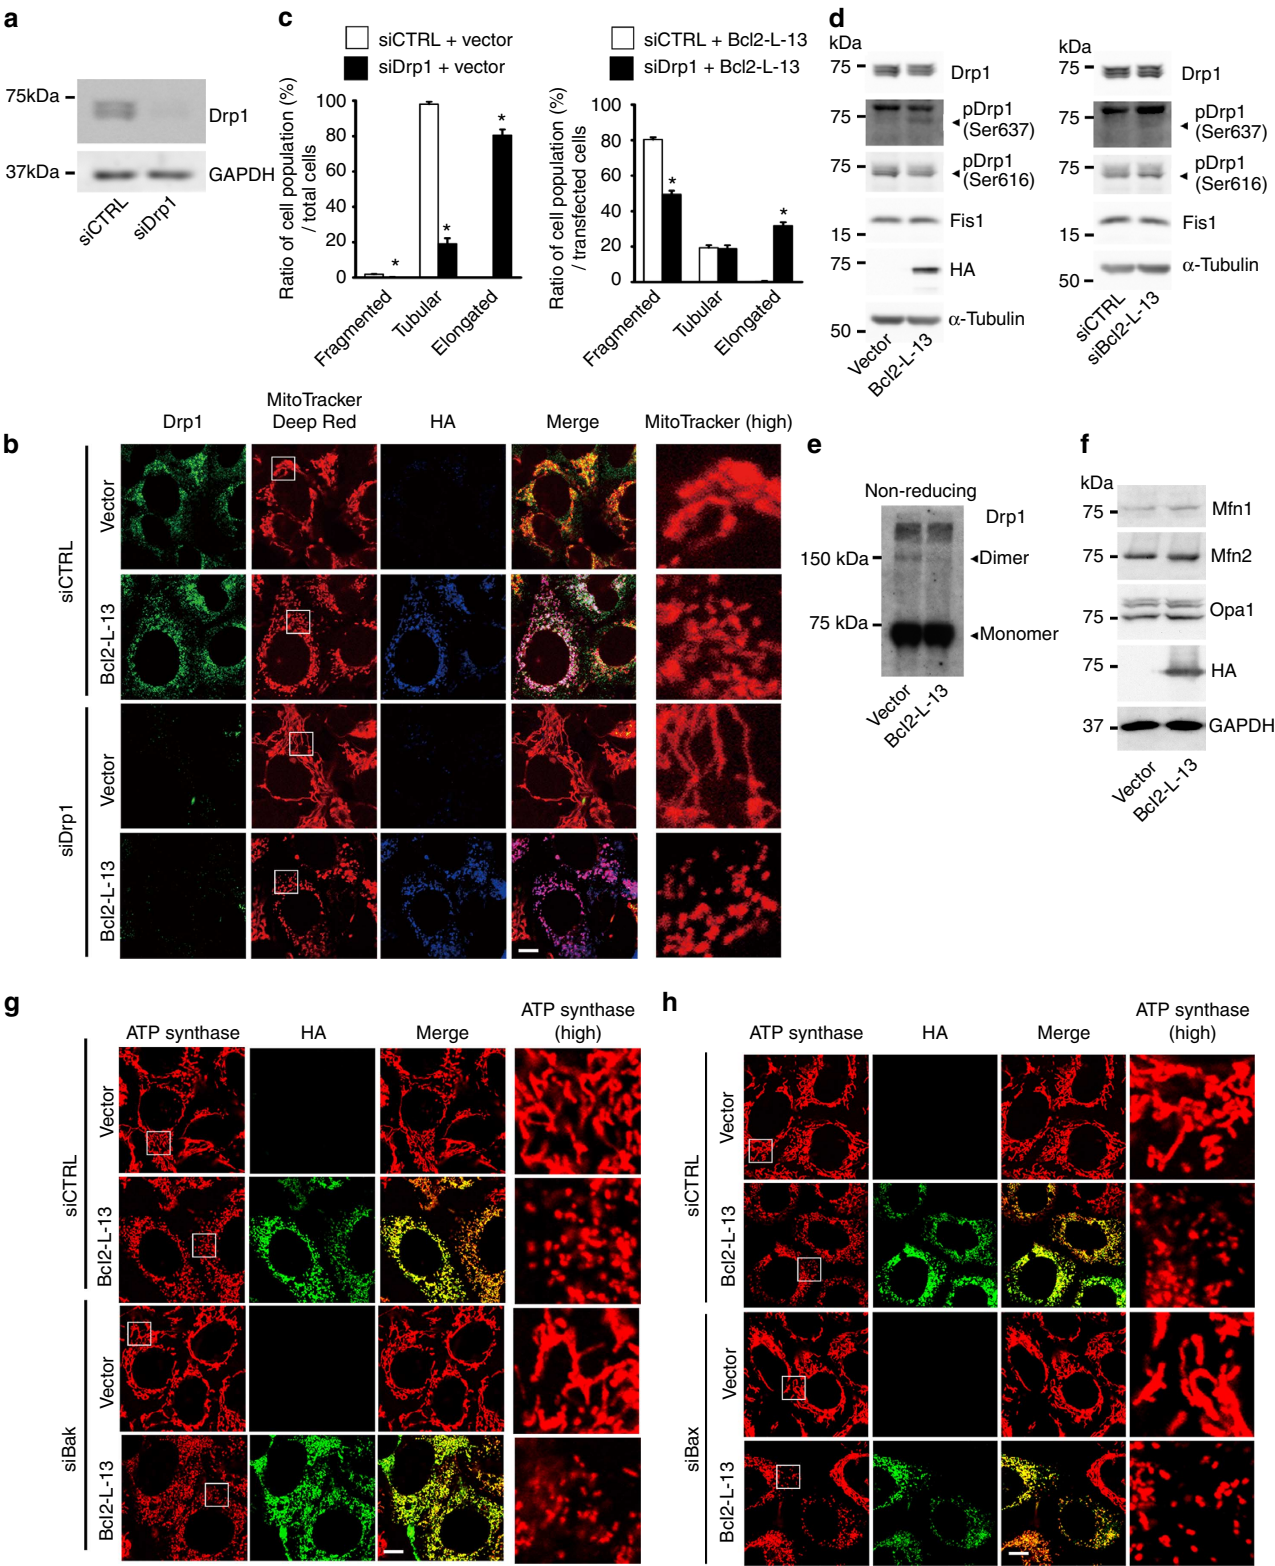 a
75kDa
Drp1
37kDa
GAPDH
siCTRL
siDrp1
c
siCTRL + vector
siDrp1 + vector
Ratio of cell population (%)
/ total cells
100
80
60
40
20
0
*
*
*
Fragmented
Tubular
Elongated
siCTRL + Bcl2-L-13
siDrp1 + Bcl2-L-13
Ratio of cell population (%)
/ transfected cells
100
80
60
40
20
0
*
*
Fragmented
Tubular
Elongated
d
kDa
75
Drp1
75
pDrp1
(Ser637)
75
pDrp1
(Ser616)
Fis1
15
75
HA
α-Tubulin
50
Vector
Bcl2-L-13
kDa
75
Drp1
75
pDrp1
(Ser637)
75
pDrp1
(Ser616)
Fis1
15
α-Tubulin
50
siCTRL
siBcl2-L-13
b
Drp1
MitoTracker
Deep Red
HA
Merge
MitoTracker (high)
siCTRL
Vector
Bcl2-L-13
siDrp1
Vector
Bcl2-L-13
e
Non-reducing
Drp1
150 kDa
Dimer
75 kDa
Monomer
Vector
Bcl2-L-13
f
kDa
75
Mfn1
75
Mfn2
75
Opa1
75
HA
37
GAPDH
Vector
Bcl2-L-13
g
ATP synthase
HA
Merge
ATP synthase
(high)
siCTRL
Vector
Bcl2-L-13
siBak
Vector
Bcl2-L-13
h
ATP synthase
HA
Merge
ATP synthase
(high)
siCTRL
Vector
Bcl2-L-13
siBax
Vector
Bcl2-L-13